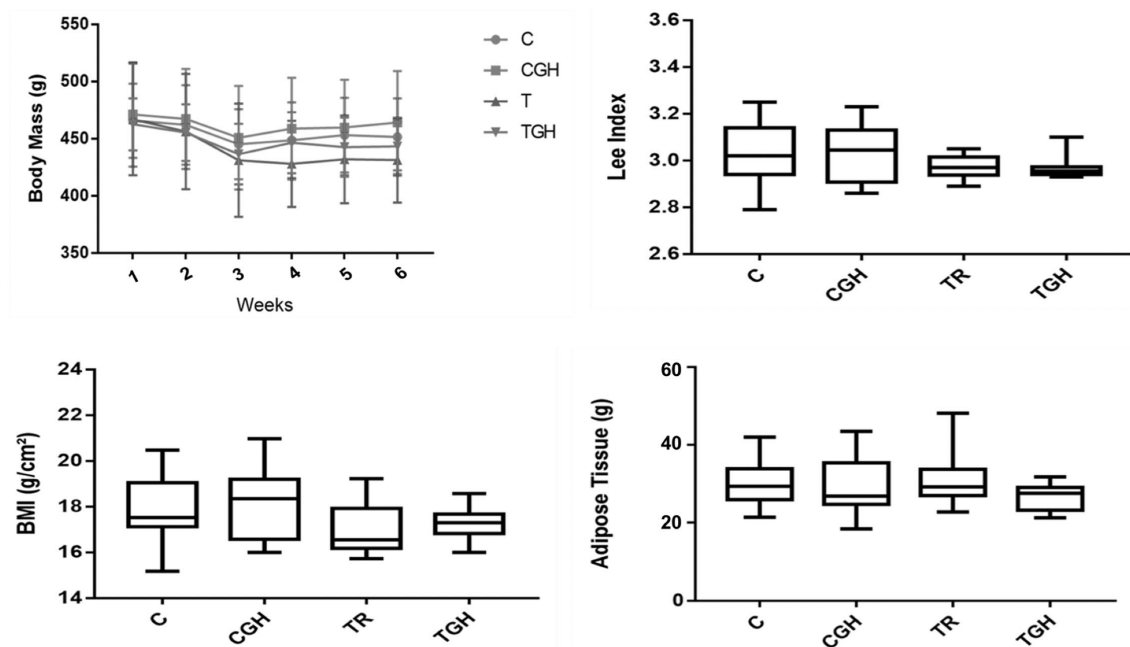 550
500
450
400
350
Body Mass (g)
1 2 3 4 5 6
Weeks
C
CGH
T
TGH
3.6
3.4
3.2
3.0
2.8
2.6
Lee Index
C CGH TR TGH
24
22
20
18
16
14
BMI (g/cm²)
C CGH TR TGH
60
40
20
0
Adipose Tissue (g)
C CGH TR TGH